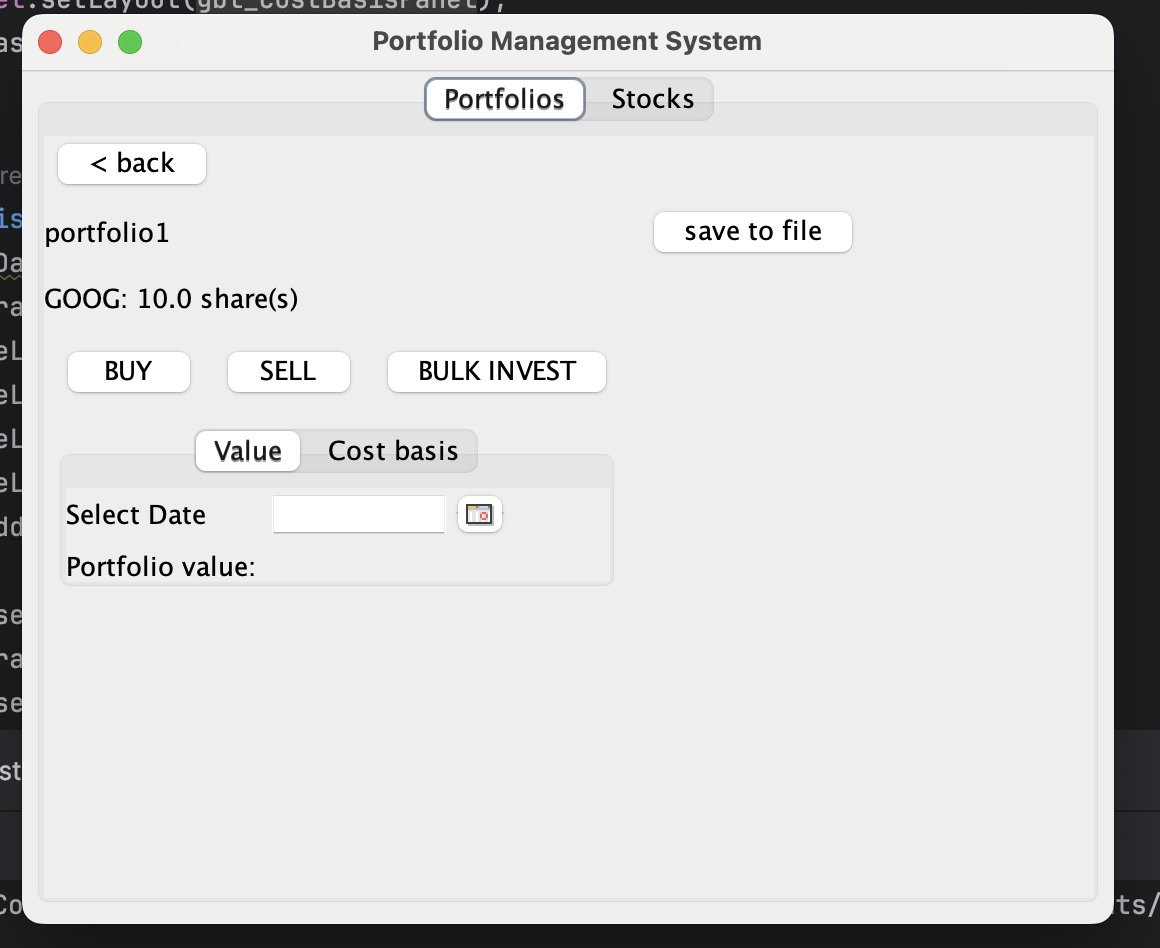 Portfolio Management System
Portfolios Stocks
< back
portfolio1 save to file
GOOG: 10.0 share(s)
BUY SELL BULK INVEST
Value Cost basis
Select Date
Portfolio value: